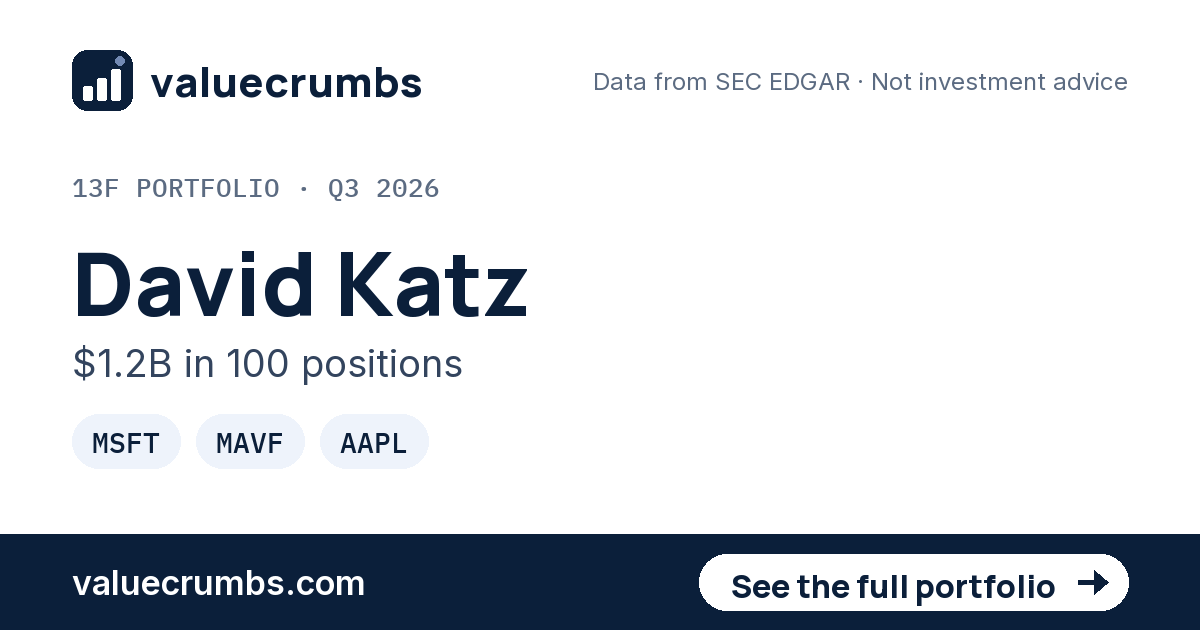 valuecrumbs
Data from SEC EDGAR · Not investment advice
13F PORTFOLIO · Q3 2026
David Katz
$1.2B in 100 positions
MSFT MAVF AAPL
valuecrumbs.com
See the full portfolio →